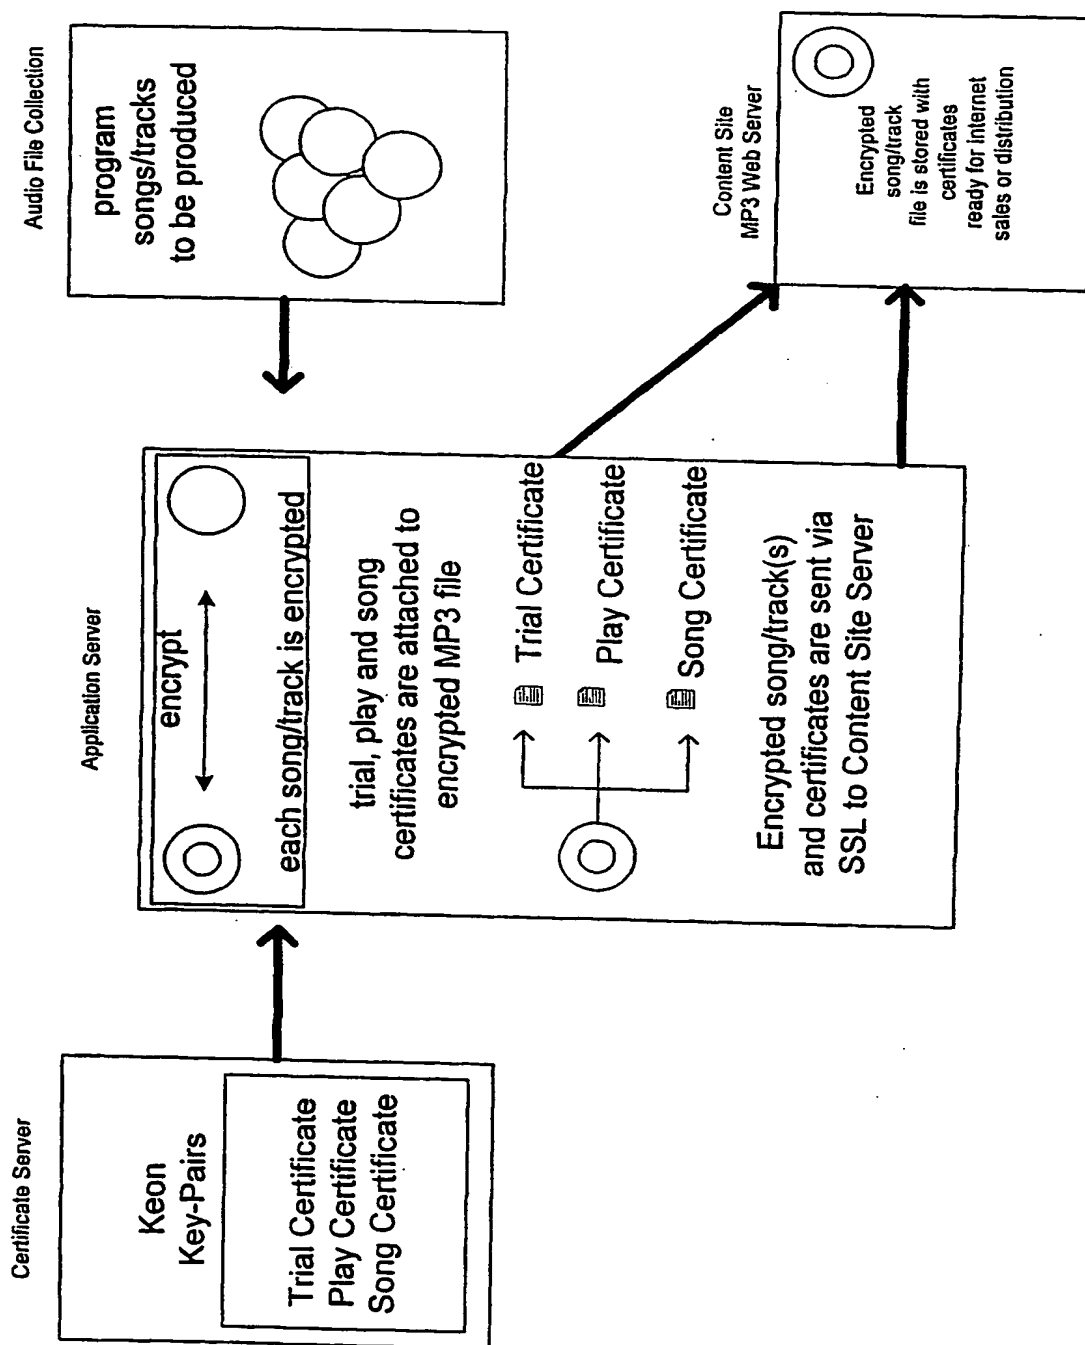 Certificate Server
Keon
Key-Pairs
Trial Certificate
Play Certificate
Song Certificate
Application Server
encrypt
each song/track is encrypted
trial, play and song
certificates are attached to
encrypted MP3 file
Trial Certificate
Play Certificate
Song Certificate
Encrypted song/track(s)
and certificates are sent via
SSL to Content Site Server
Audio File Collection
program
songs/tracks
to be produced
Content Site
MP3 Web Server
Encrypted
song/track
file is stored with
certificates
ready for internet
sales or distribution